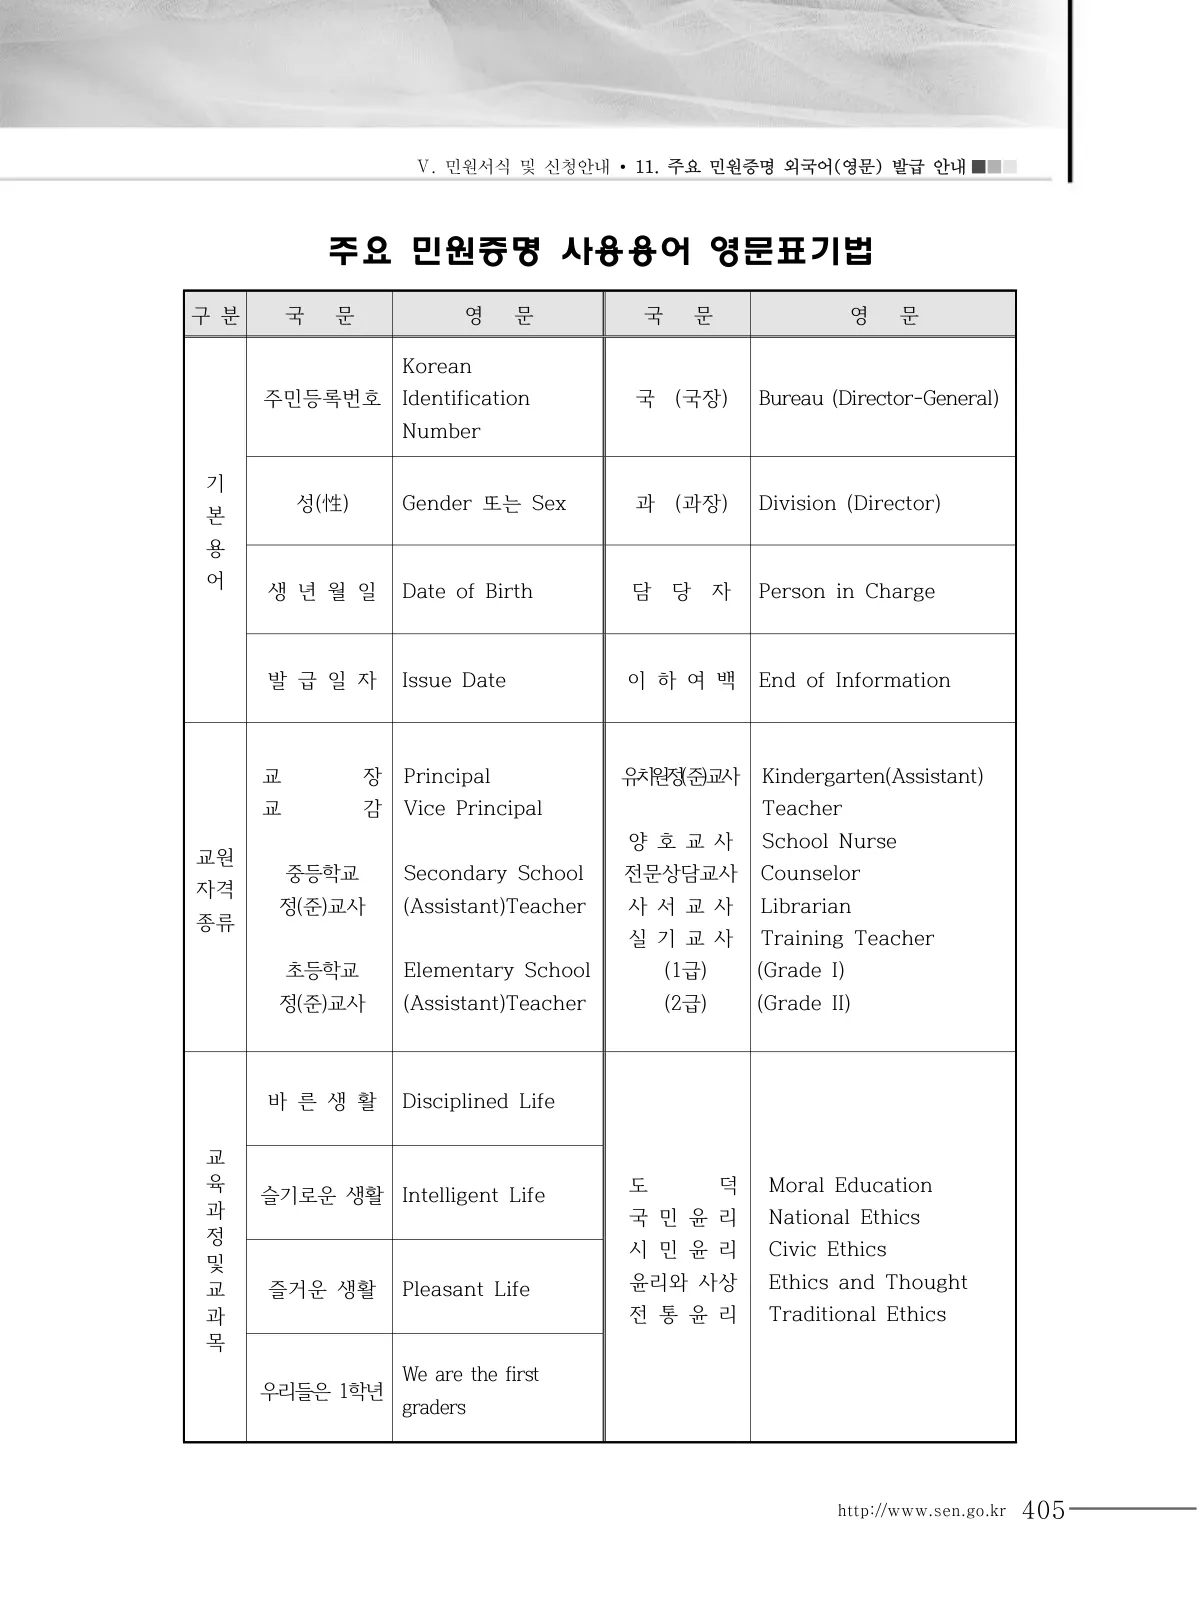 Ⅴ. 민원서식 및 신청안내 • 11. 주요 민원증명 외국어(영문) 발급 안내
주요 민원증명 사용용어 영문표기법
구 분 국 문 영 문 국 문 영 문
기
본
용
어
주민등록번호
Korean
Identification
Number
국 (국장) Bureau (Director-General)
성(性) Gender 또는 Sex 과 (과장) Division (Director)
생 년 월 일 Date of Birth 담 당 자 Person in Charge
발 급 일 자 Issue Date 이 하 여 백 End of Information
교원
자격
종류
교 장 Principal
교 감 Vice Principal
중등학교 Secondary School
정(준)교사 (Assistant)Teacher
초등학교 Elementary School
정(준)교사 (Assistant)Teacher
유치원정(준)교사 Kindergarten(Assistant)
Teacher
양 호 교 사 School Nurse
전문상담교사 Counselor
사 서 교 사 Librarian
실 기 교 사 Training Teacher
(1급) (Grade I)
(2급) (Grade II)
교
육
과
정
및
교
과
목
바 른 생 활 Disciplined Life
슬기로운 생활 Intelligent Life
즐거운 생활 Pleasant Life
우리들은 1학년 We are the first
graders
도 덕 Moral Education
국 민 윤 리 National Ethics
시 민 윤 리 Civic Ethics
윤리와 사상 Ethics and Thought
전 통 윤 리 Traditional Ethics
http://www.sen.go.kr 405